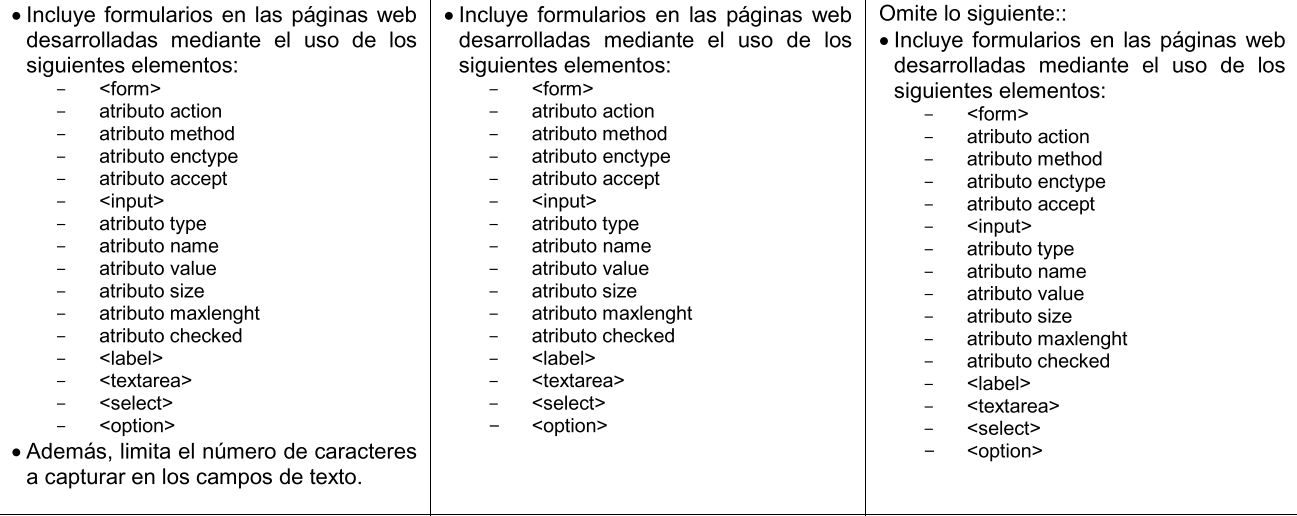 • Incluye formularios en las páginas web
desarrolladas mediante el uso de los
siguientes elementos:
− <form>
− atributo action
− atributo method
− atributo enctype
− atributo accept
− <input>
− atributo type
− atributo name
− atributo value
− atributo size
− atributo maxlenght
− atributo checked
− <label>
− <textarea>
− <select>
− <option>
• Además, limita el número de caracteres
a capturar en los campos de texto.
• Incluye formularios en las páginas web
desarrolladas mediante el uso de los
siguientes elementos:
− <form>
− atributo action
− atributo method
− atributo enctype
− atributo accept
− <input>
− atributo type
− atributo name
− atributo value
− atributo size
− atributo maxlenght
− atributo checked
− <label>
− <textarea>
− <select>
− <option>
Omite lo siguiente::
• Incluye formularios en las páginas web
desarrolladas mediante el uso de los
siguientes elementos:
− <form>
− atributo action
− atributo method
− atributo enctype
− atributo accept
− <input>
− atributo type
− atributo name
− atributo value
− atributo size
− atributo maxlenght
− atributo checked
− <label>
− <textarea>
− <select>
− <option>